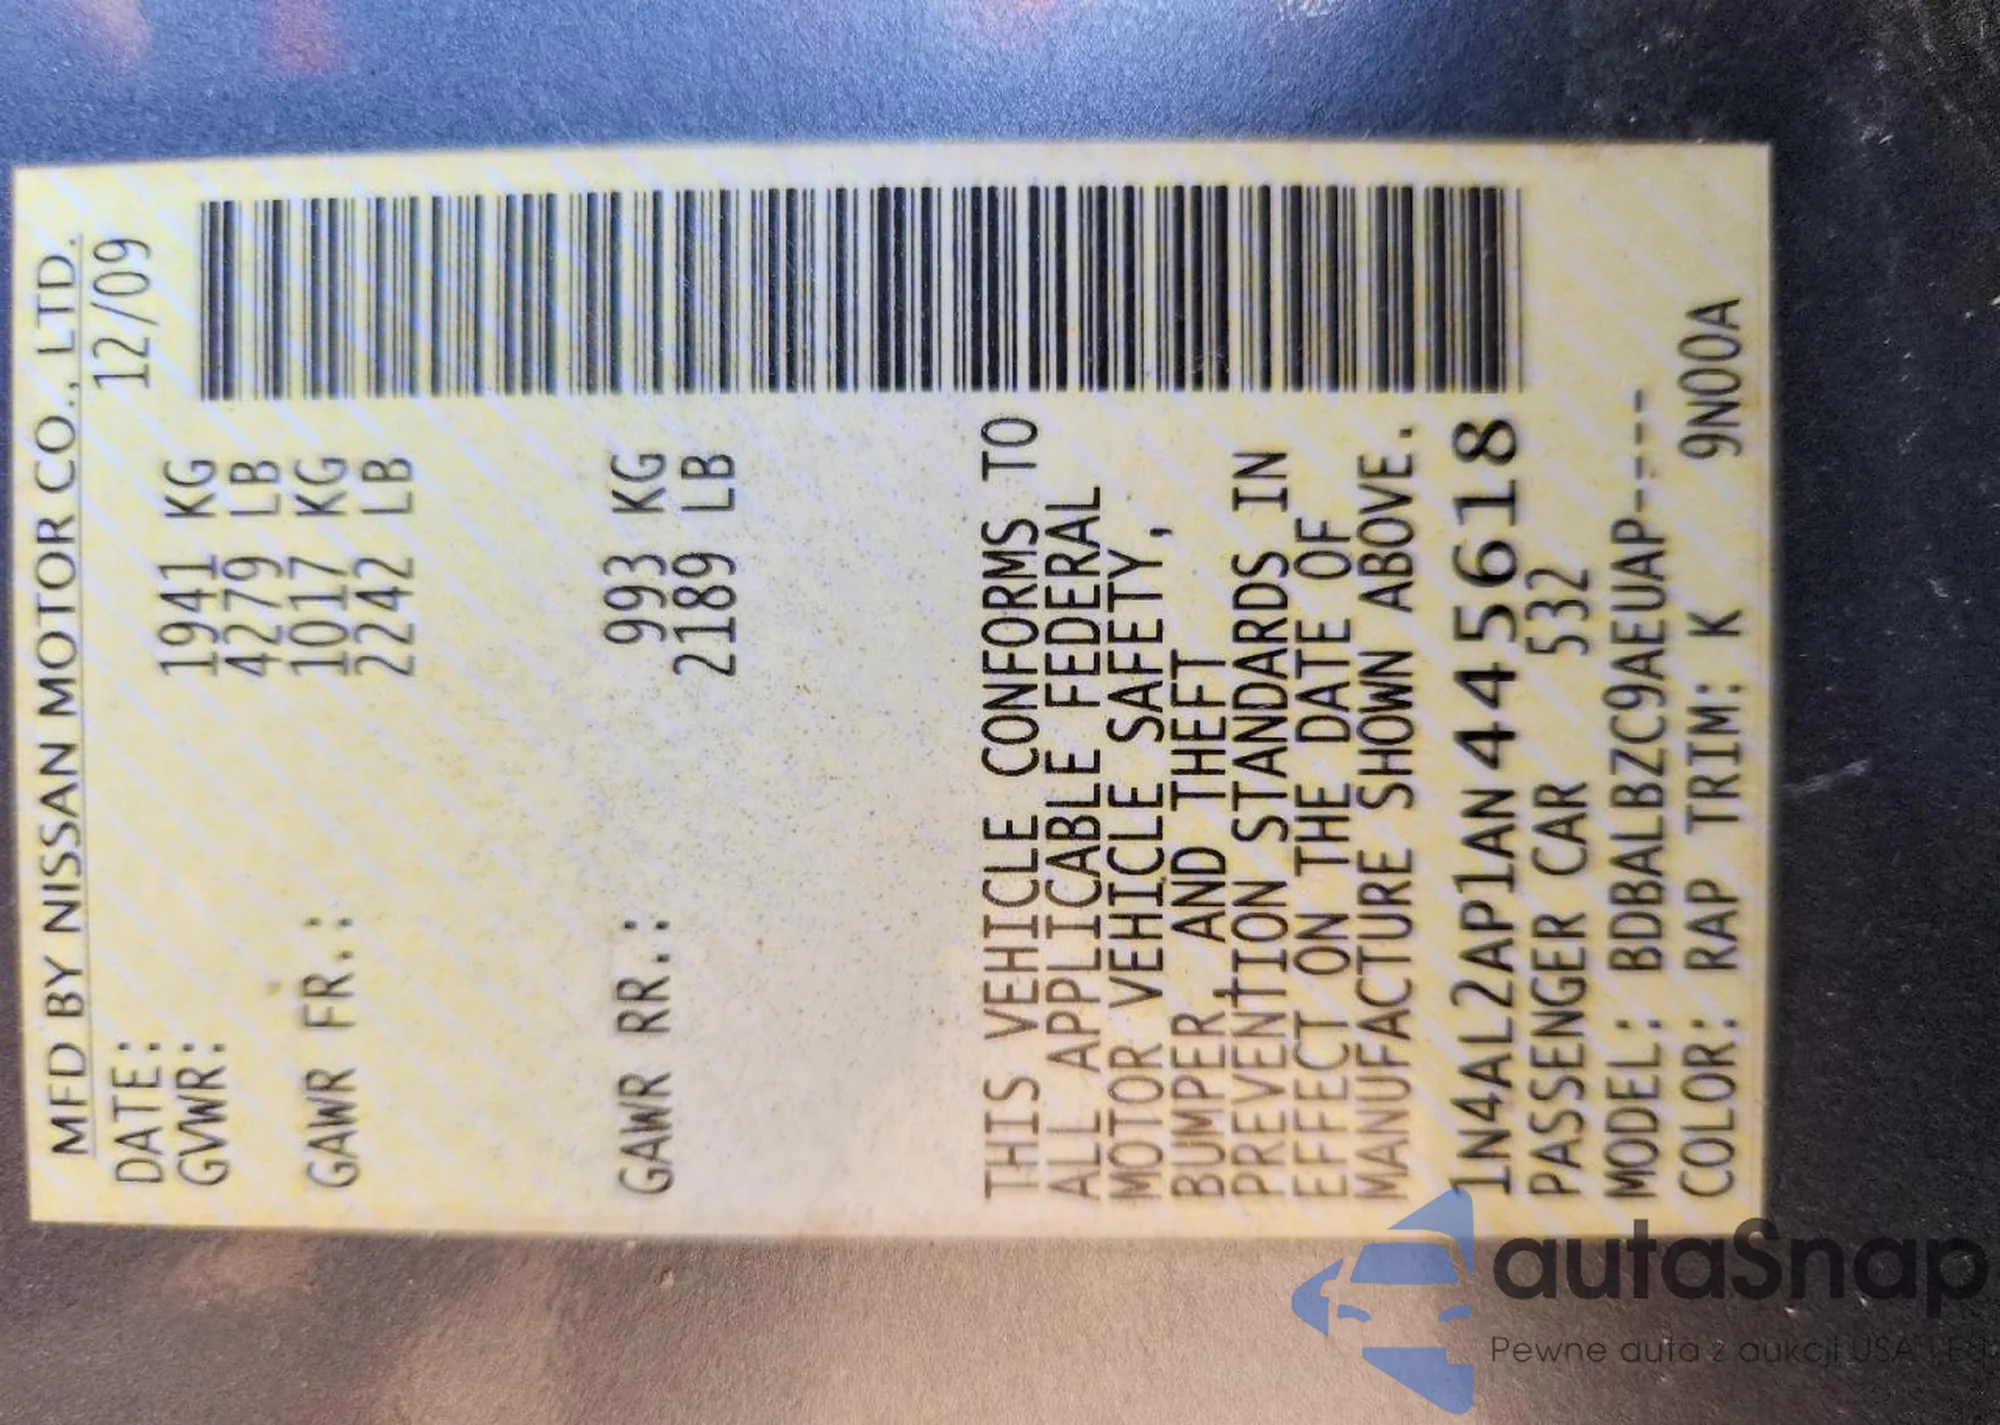 MFD BY NISSAN MOTOR CO., LTD.
DATE: 12/09
GVWR: 1941 KG
4279 LB
GAWR FR.: 1017 KG
2242 LB
GAWR RR.: 993 KG
2189 LB
THIS VEHICLE CONFORMS TO
ALL APPLICABLE FEDERAL
MOTOR VEHICLE SAFETY,
BUMPER, AND THEFT
PREVENTION STANDARDS IN
EFFECT ON THE DATE OF
MANUFACTURE SHOWN ABOVE.
1N4AL2AP1AN445618
PASSENGER CAR 532
MODEL: BDBALBZC9AEUAP----
COLOR: RAP TRIM: K 9N00A
autaSnap
Pewne auta z aukcji USA i